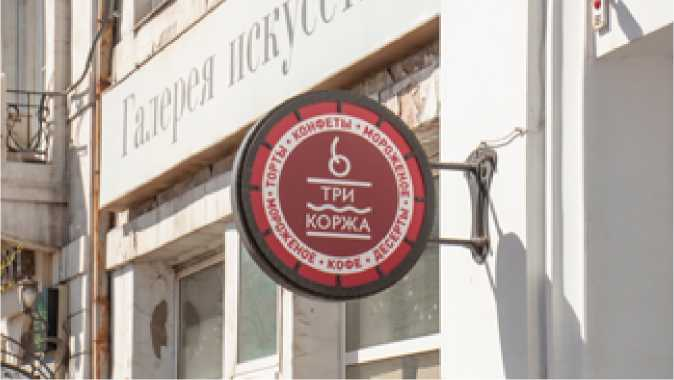 Галерея искусс
ТОРТЫ • КОНФЕТЫ • МОРОЖЕНОЕ
ТРИ
КОРЖА
МОРОЖЕНОЕ • КОФЕ • ДЕСЕРТЫ